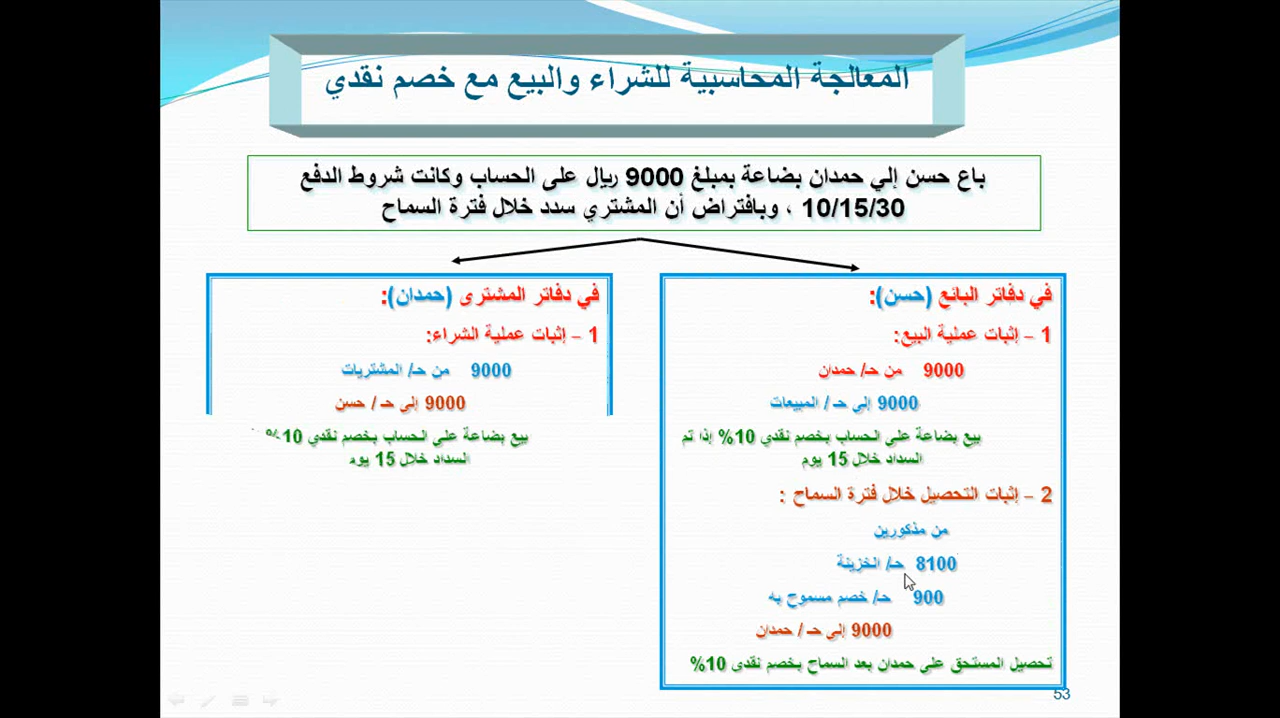 المعالجة المحاسبية للشراء والبيع مع خصم نقدي
باع حسن إلي حمدان بضاعة بمبلغ 9000 ريال على الحساب وكانت شروط الدفع
10/15/30 ، وبافتراض أن المشتري سدد خلال فترة السماح
في دفاتر البائع (حسن):
1 – إثبات عملية البيع:
9000 من حـ/ حمدان
9000 إلى حـ / المبيعات
بيع بضاعة علي الحساب بخصم نقدي 10% إذا تم
السداد خلال 15 يوم
2 – إثبات التحصيل خلال فترة السماح :
من مذكورين
8100 حـ/ الخزينة
900 حـ/ خصم مسموح به
9000 إلى حـ / حمدان
تحصيل المستحق علي حمدان بعد السماح بخصم نقدى 10%
في دفاتر المشترى (حمدان):
1 – إثبات عملية الشراء:
9000 من حـ/ المشتريات
9000 إلى حـ / حسن
بيع بضاعة علي الحساب بخصم نقدي 10%
السداد خلال 15 يوم
53